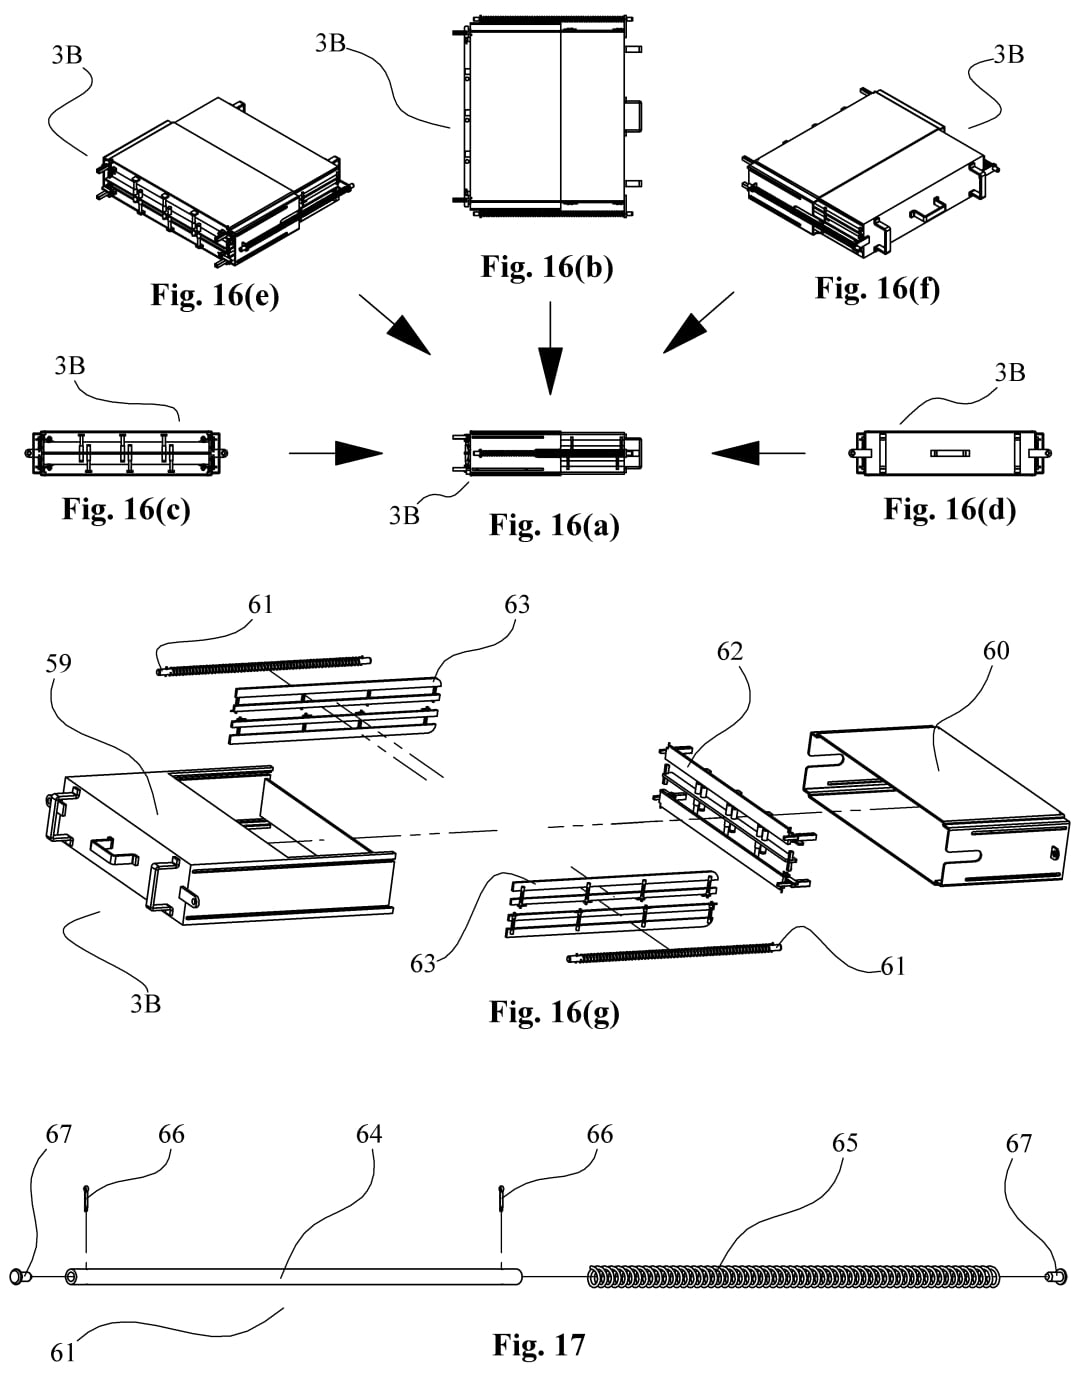 3B
3B
3B
Fig. 16(e)
Fig. 16(b)
Fig. 16(f)
3B
3B
3B
Fig. 16(c)
Fig. 16(a)
Fig. 16(d)
61
63
59
62
60
63
61
3B
Fig. 16(g)
67
66
64
66
65
67
61
Fig. 17